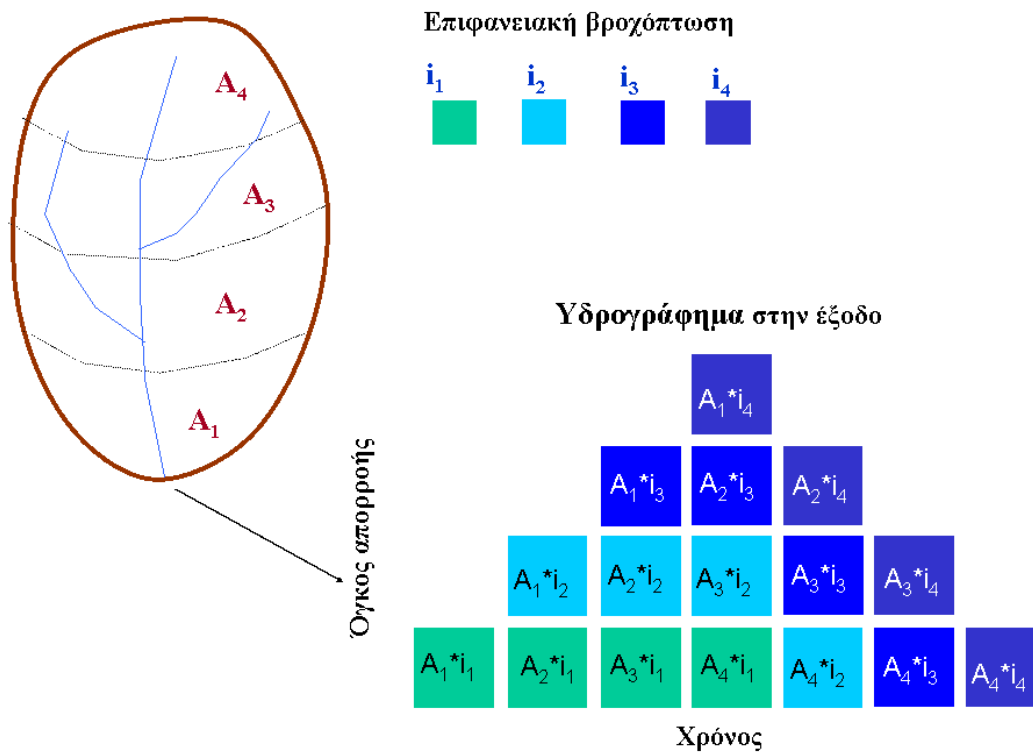 Επιφανειακή βροχόπτωση
i₁ i₂ i₃ i₄
A₄
A₃
A₂
A₁
Υδρογράφημα στην έξοδο
Όγκος απορροής
A₁*i₄
A₁*i₃ A₂*i₃ A₂*i₄
A₁*i₂ A₂*i₂ A₃*i₂ A₃*i₃ A₃*i₄
A₁*i₁ A₂*i₁ A₃*i₁ A₄*i₁ A₄*i₂ A₄*i₃ A₄*i₄
Χρόνος